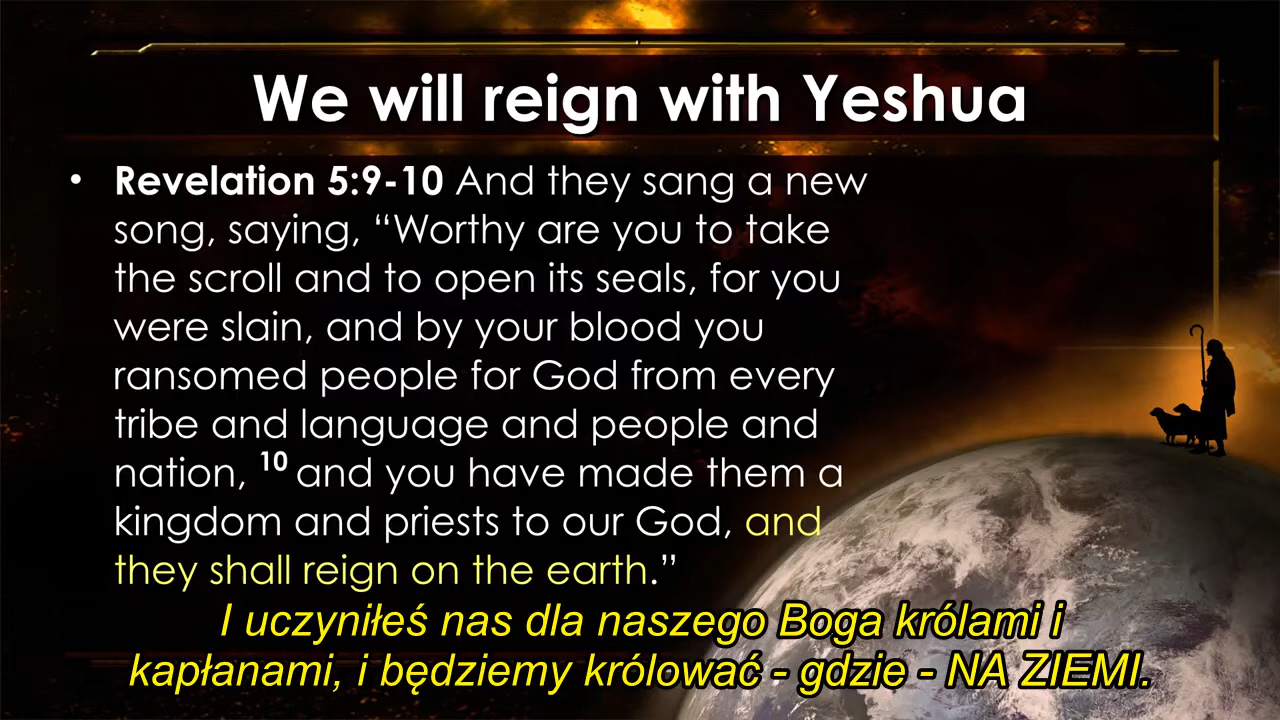 We will reign with Yeshua
• Revelation 5:9-10 And they sang a new
song, saying, “Worthy are you to take
the scroll and to open its seals, for you
were slain, and by your blood you
ransomed people for God from every
tribe and language and people and
nation, 10 and you have made them a
kingdom and priests to our God, and
they shall reign on the earth.”
I uczyniłeś nas dla naszego Boga królami i
kapłanami, i będziemy królować - gdzie - NA ZIEMI.